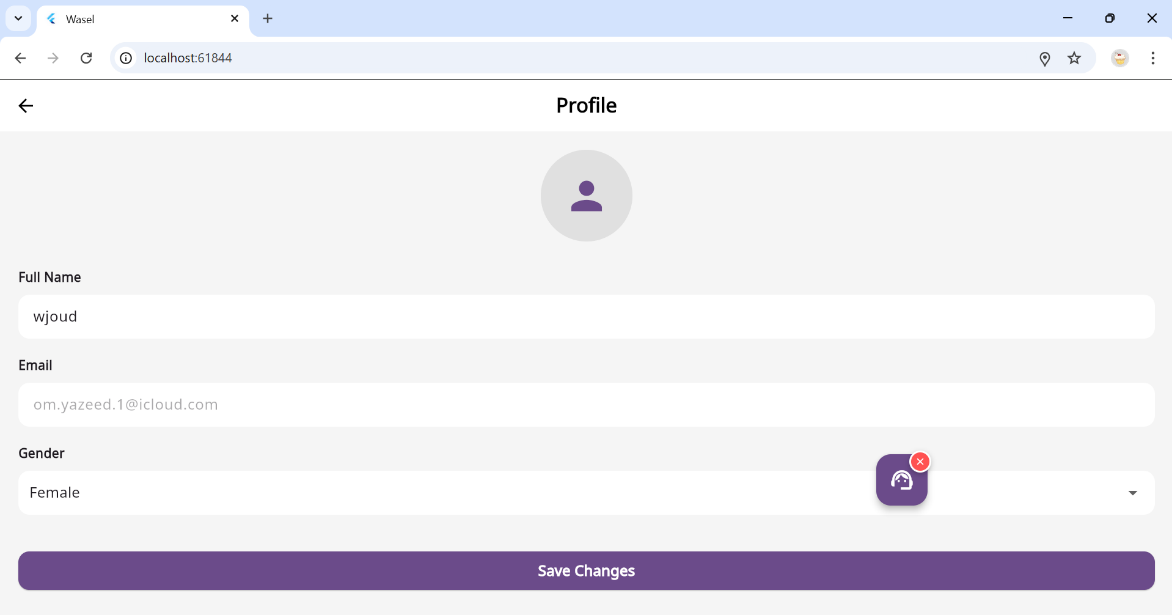 Wasel
localhost:61844
Profile
Full Name
wjoud
Email
om.yazeed.1@icloud.com
Gender
Female
Save Changes